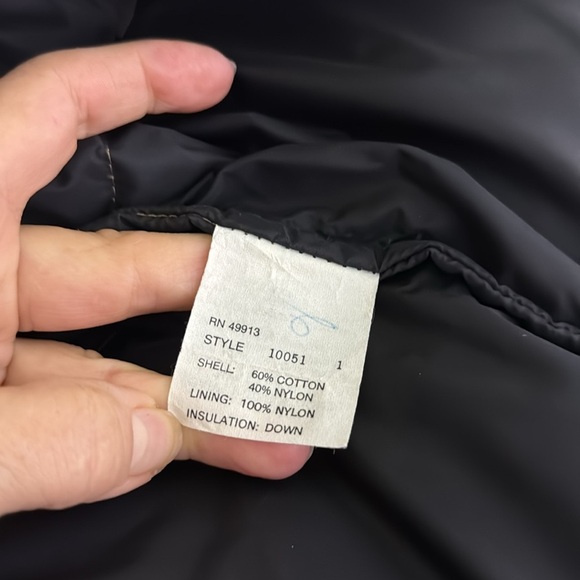 RN 49913
STYLE 10051 1
SHELL: 60% COTTON
40% NYLON
LINING: 100% NYLON
INSULATION: DOWN